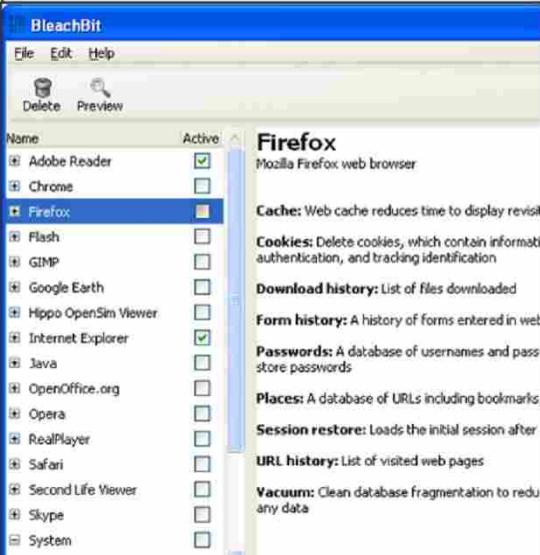 BleachBit
File Edit Help
Delete Preview
Name Active
Adobe Reader
Chrome
Firefox
Flash
GIMP
Google Earth
Hippo OpenSim Viewer
Internet Explorer
Java
OpenOffice.org
Opera
RealPlayer
Safari
Second Life Viewer
Skype
System
Firefox
Mozilla Firefox web browser
Cache: Web cache reduces time to display revisit
Cookies: Delete cookies, which contain informati
authentication, and tracking identification
Download history: List of files downloaded
Form history: A history of forms entered in web
Passwords: A database of usernames and pass
store passwords
Places: A database of URLs including bookmarks
Session restore: Loads the initial session after
URL history: List of visited web pages
Vacuum: Clean database fragmentation to redu
any data